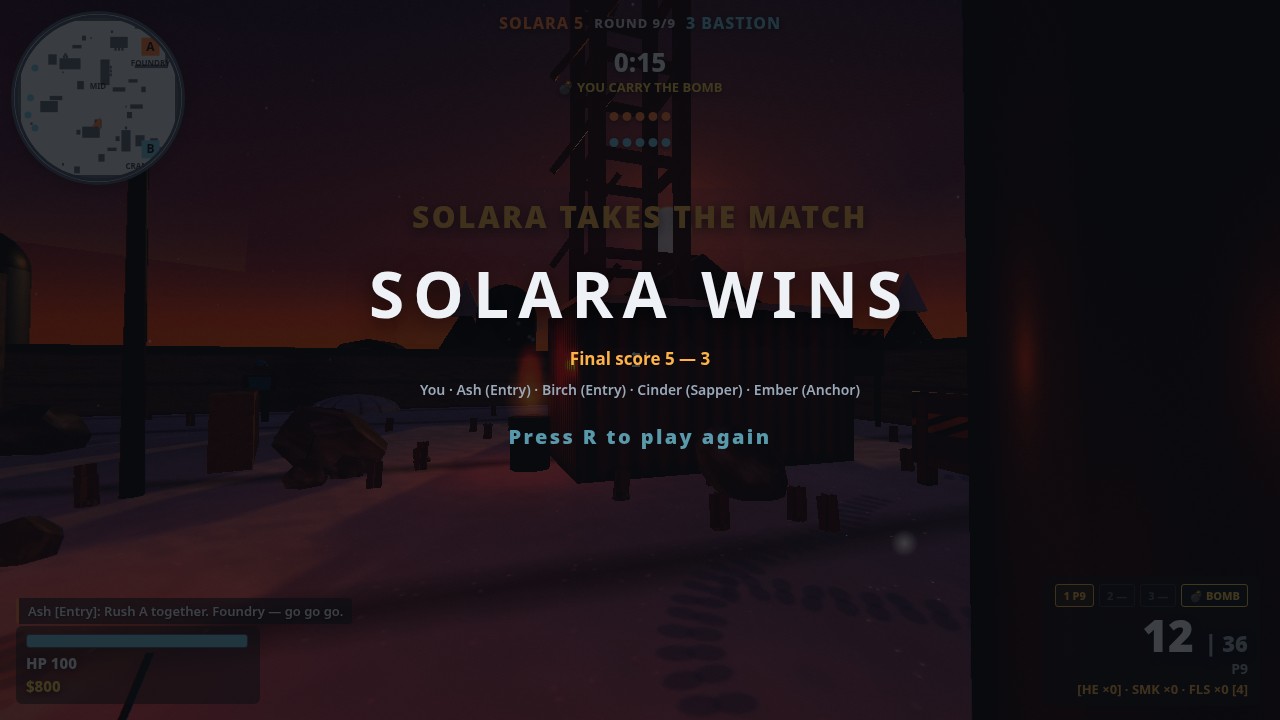 SOLARA 5 ROUND 9/9 3 BASTION
0:15
💣 YOU CARRY THE BOMB
A
FOUNDRY
MID
B
SOLARA TAKES THE MATCH
SOLARA WINS
Final score 5 — 3
You · Ash (Entry) · Birch (Entry) · Cinder (Sapper) · Ember (Anchor)
Press R to play again
Ash [Entry]: Rush A together. Foundry — go go go.
HP 100
$800
1 P9 2 — 3 — 💣 BOMB
12 | 36
P9
[HE ×0] · SMK ×0 · FLS ×0 [4]